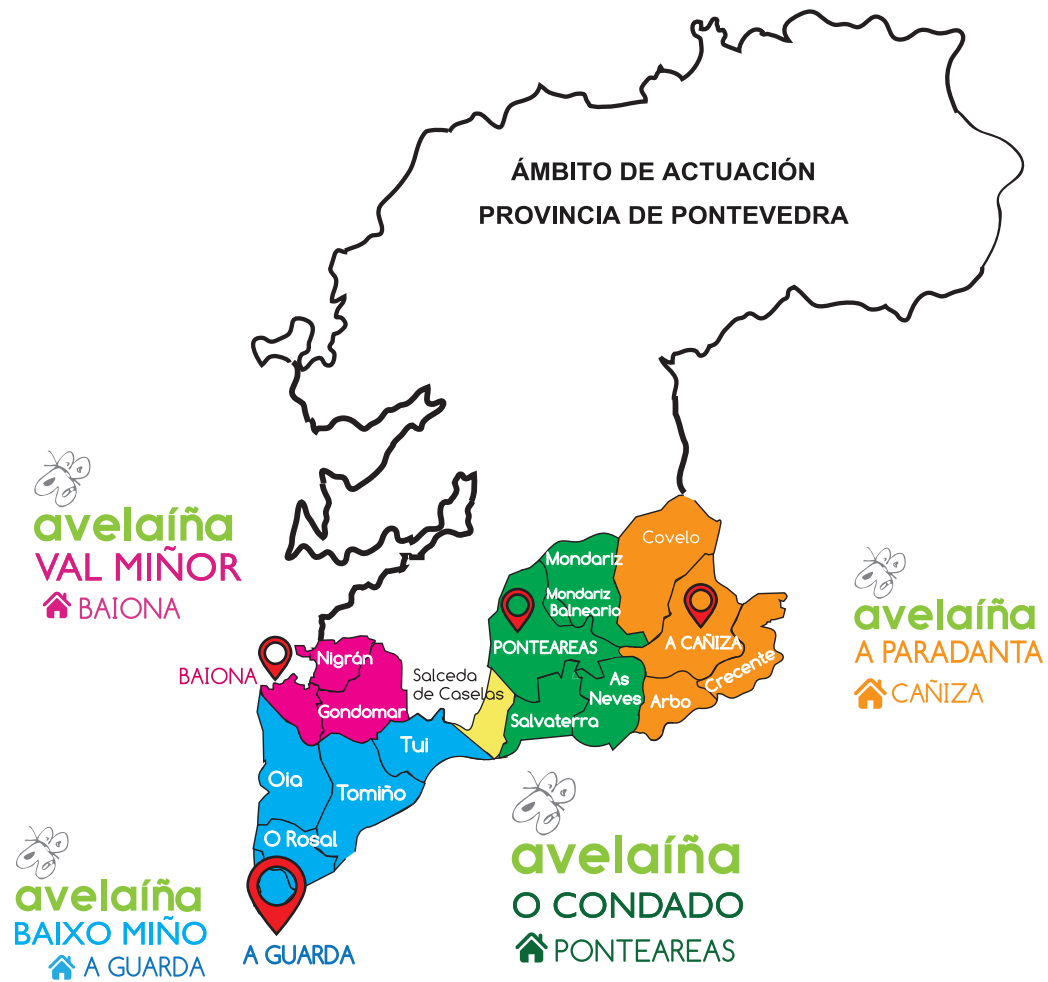 ÁMBITO DE ACTUACIÓN
PROVINCIA DE PONTEVEDRA
avelaíña
VAL MIÑOR
BAIONA
BAIONA
Nigrán
Gondomar
Salceda
de Caselas
Mondariz
Mondariz
Balneario
PONTEAREAS
As
Neves
Salvaterra
Covelo
A CAÑIZA
Crecente
Arbo
avelaíña
A PARADANTA
CAÑIZA
Tui
Oia
Tomiño
O Rosal
avelaíña
BAIXO MIÑO
A GUARDA
A GUARDA
avelaíña
O CONDADO
PONTEAREAS